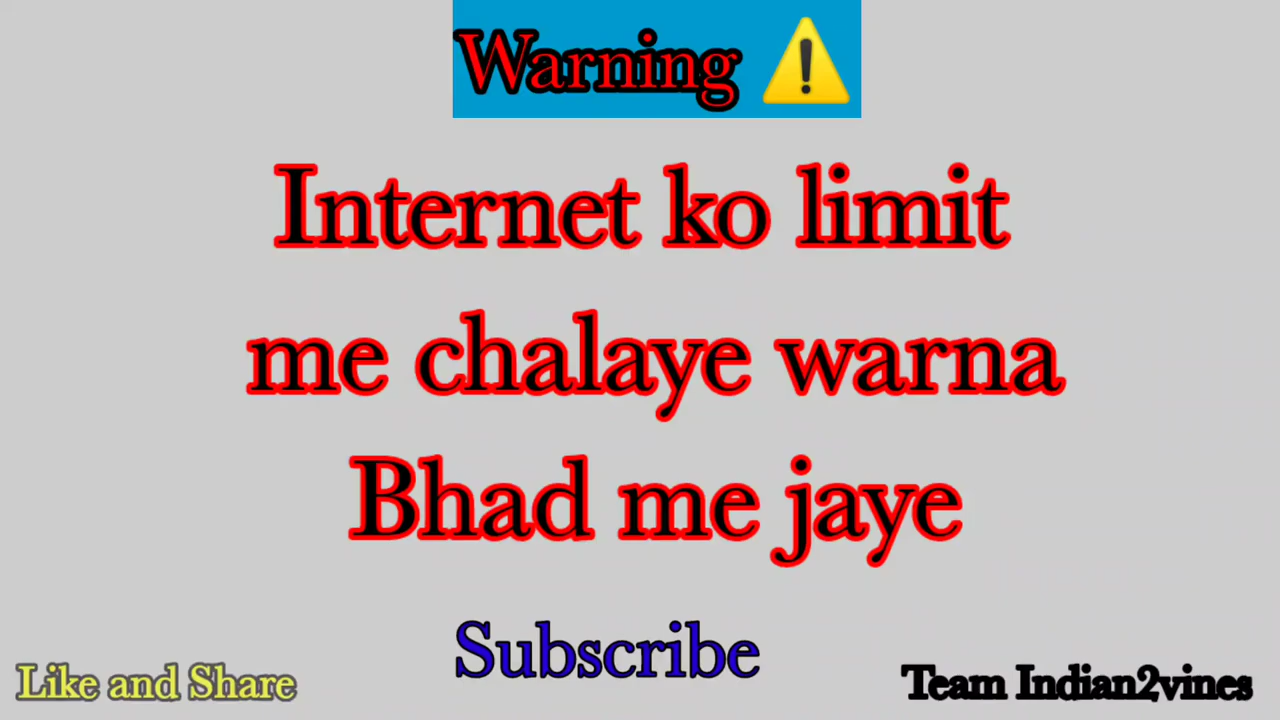 Warning ⚠️
Internet ko limit
me chalaye warna
Bhad me jaye
Subscribe
Like and Share
Team Indian2vines